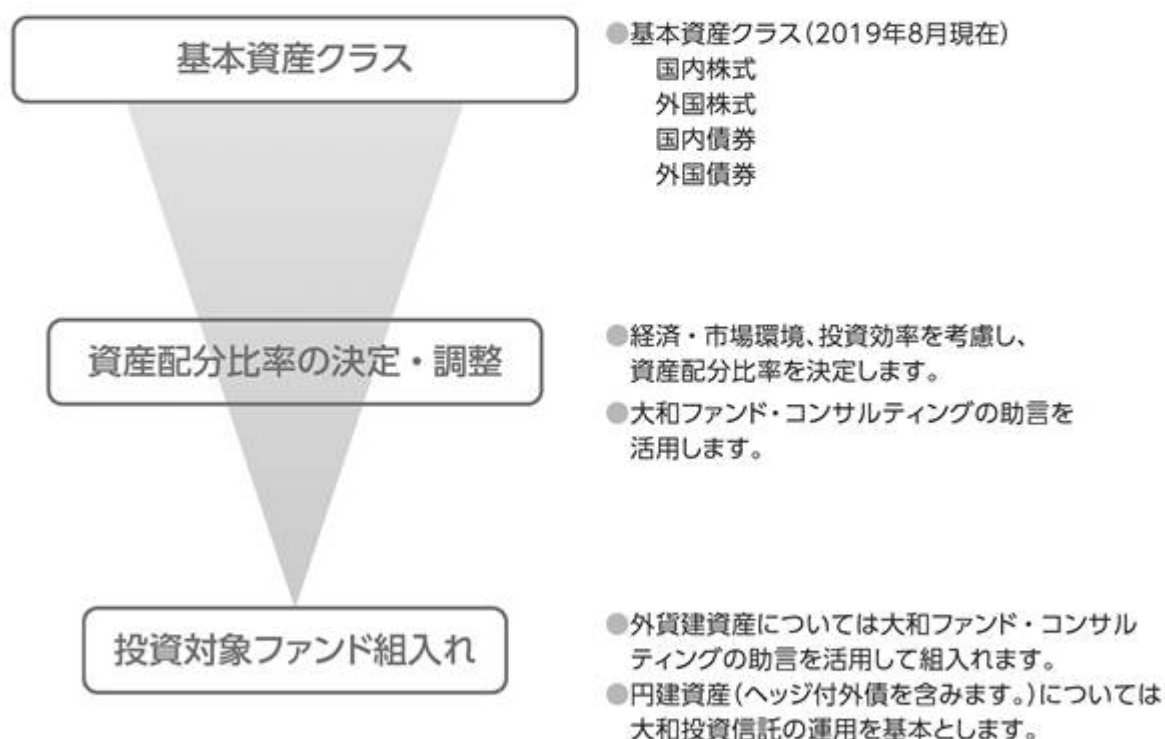 基本資産クラス
●基本資産クラス(2019年8月現在)
国内株式
外国株式
国内債券
外国債券
資産配分比率の決定・調整
●経済・市場環境、投資効率を考慮し、
資産配分比率を決定します。
●大和ファンド・コンサルティングの助言を
活用します。
投資対象ファンド組入れ
●外貨建資産については大和ファンド・コンサル
ティングの助言を活用して組入れます。
●円建資産(ヘッジ付外債を含みます。)については
大和投資信託の運用を基本とします。